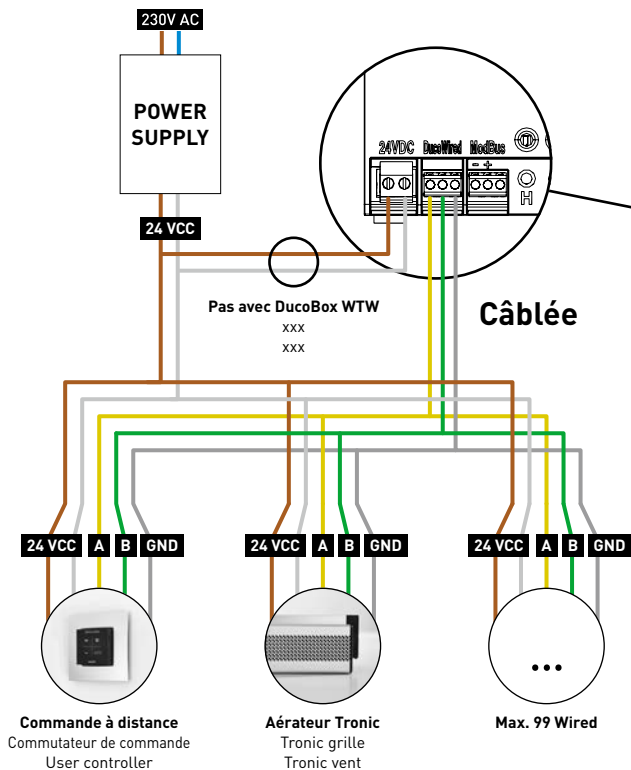 230V AC
POWER
SUPPLY
24VDC DucoWired ModBus
- +
H
24 VCC
Pas avec DucoBox WTW
xxx
xxx
Câblée
24 VCC A B GND
24 VCC A B GND
24 VCC A B GND
...
Commande à distance
Commutateur de commande
User controller
Aérateur Tronic
Tronic grille
Tronic vent
Max. 99 Wired